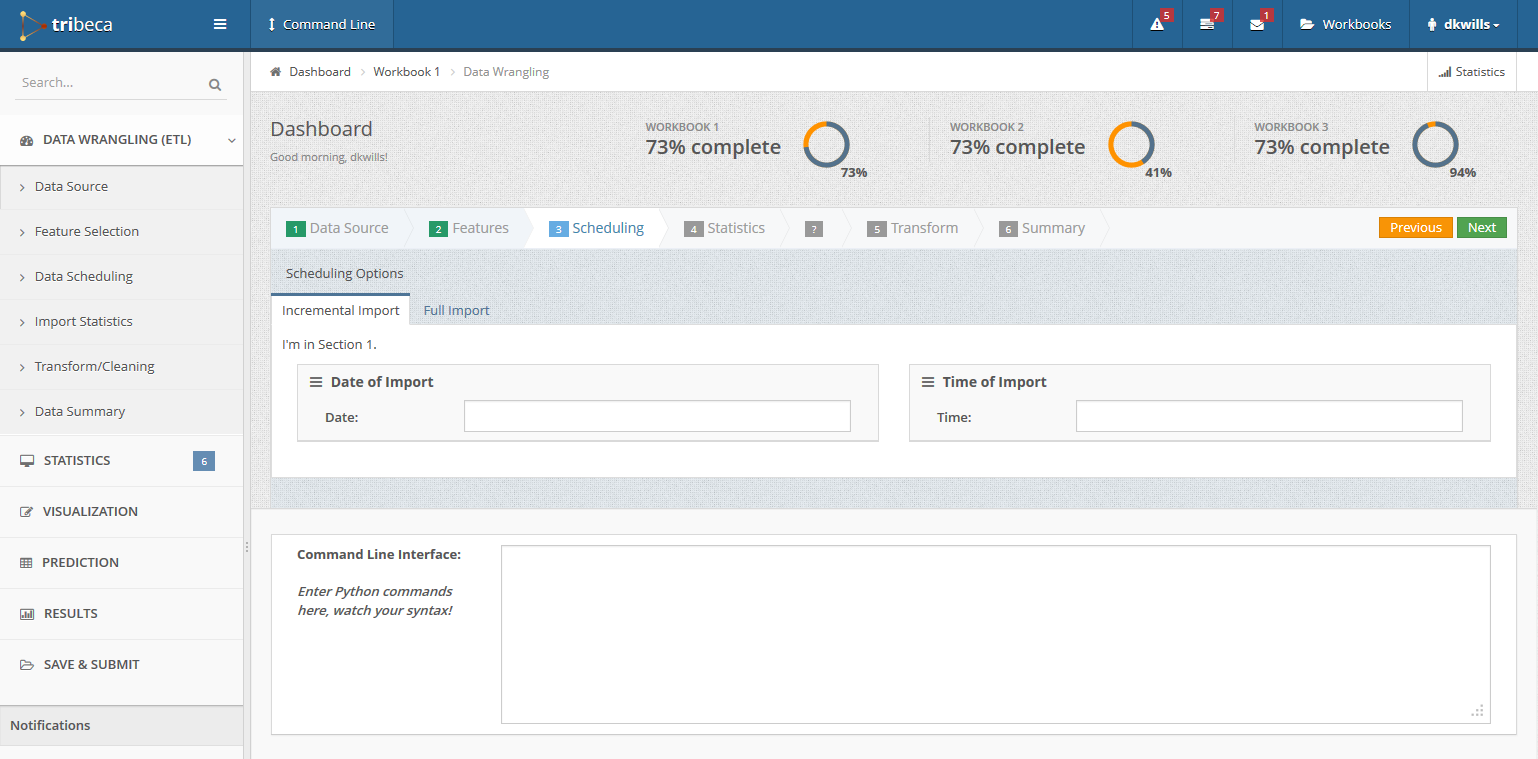 tribeca
Command Line
5
7
1
Workbooks
dkwills
Search...
Dashboard
Workbook 1
Data Wrangling
Statistics
DATA WRANGLING (ETL)
Data Source
Feature Selection
Data Scheduling
Import Statistics
Transform/Cleaning
Data Summary
STATISTICS
6
VISUALIZATION
PREDICTION
RESULTS
SAVE & SUBMIT
Notifications
Dashboard
Good morning, dkwills!
WORKBOOK 1
73% complete
73%
WORKBOOK 2
73% complete
41%
WORKBOOK 3
73% complete
94%
1 Data Source
2 Features
3 Scheduling
4 Statistics
?
5 Transform
6 Summary
Previous
Next
Scheduling Options
Incremental Import
Full Import
I'm in Section 1.
Date of Import
Date:
Time of Import
Time:
Command Line Interface:
Enter Python commands
here, watch your syntax!